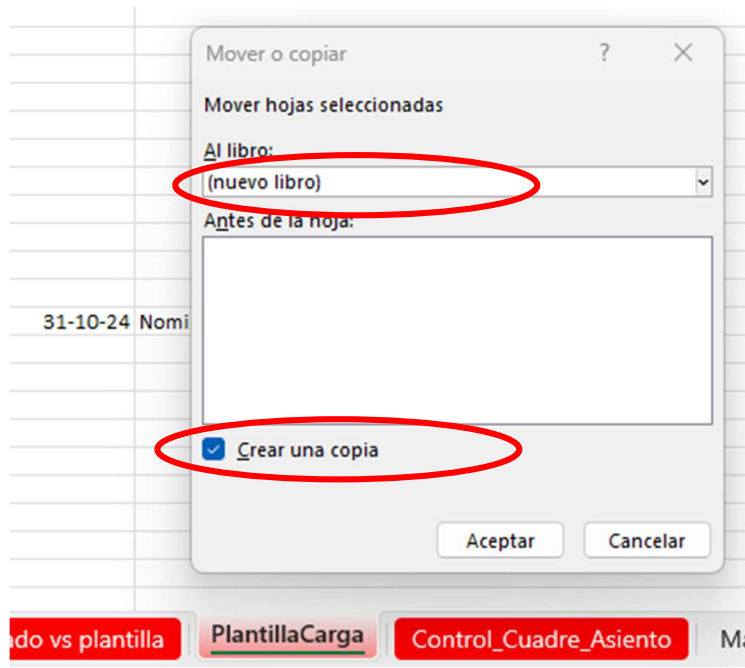 Mover o copiar ?
Mover hojas seleccionadas
Al libro:
(nuevo libro)
Antes de la hoja:
31-10-24 Nomi
Crear una copia
Aceptar Cancelar
ado vs plantilla PlantillaCarga Control_Cuadre_Asiento Ma